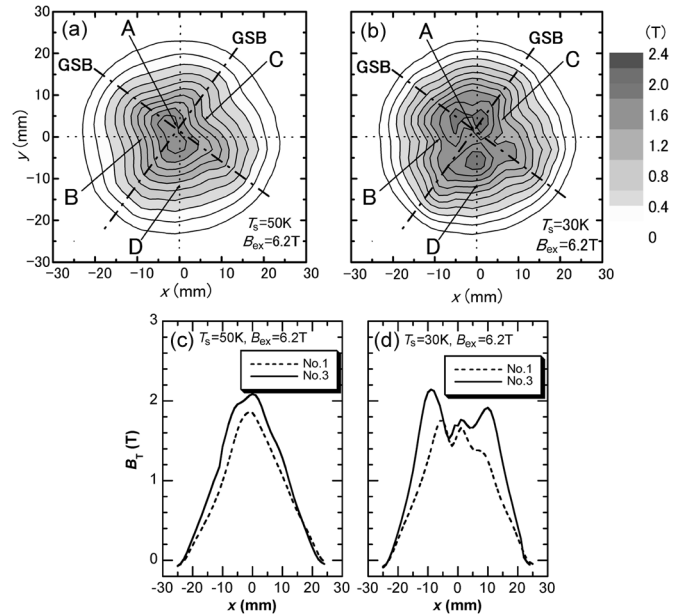 (a)
A
GSB
GSB
C
B
D
Ts=50K
Bex=6.2T
30
20
10
0
−10
−20
−30
y (mm)
−30 −20 −10 0 10 20 30
x (mm)
(b)
A
GSB
GSB
C
B
D
Ts=30K
Bex=6.2T
−30 −20 −10 0 10 20 30
x (mm)
(T)
2.4
2.0
1.6
1.2
0.8
0.4
0
(c) Ts=50K, Bex=6.2T
No.1
No.3
3
2
1
0
BT (T)
-30 -20 -10 0 10 20 30
x (mm)
(d) Ts=30K, Bex=6.2T
No.1
No.3
-30 -20 -10 0 10 20 30
x (mm)